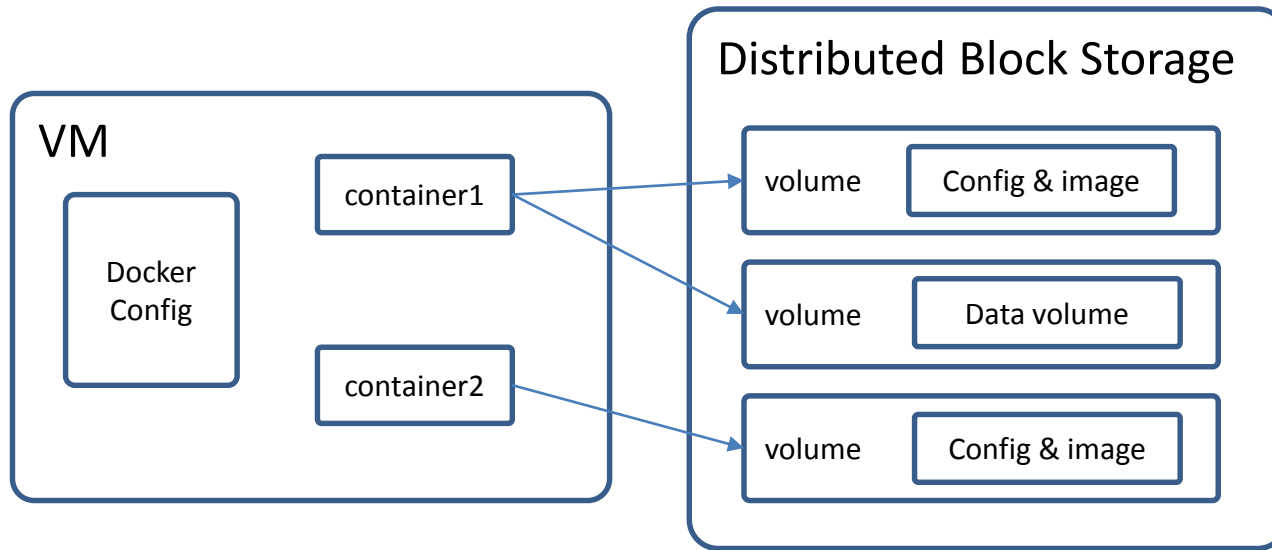 Distributed Block Storage
VM
Docker
Config
container1
container2
volume
Config & image
volume
Data volume
volume
Config & image